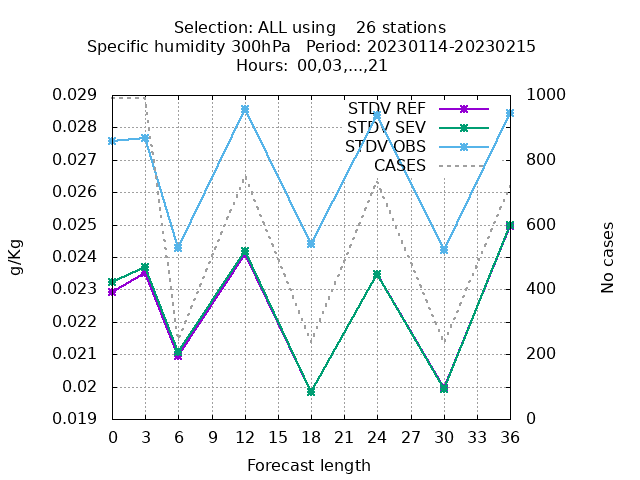 Selection: ALL using 26 stations
Specific humidity 300hPa Period: 20230114-20230215
Hours: 00,03,...,21
0.029
0.028
0.027
0.026
0.025
0.024
0.023
0.022
0.021
0.02
0.019
1000
800
600
400
200
0
STDV REF
STDV SEV
STDV OBS
CASES
g/Kg
No cases
0 3 6 9 12 15 18 21 24 27 30 33 36
Forecast length